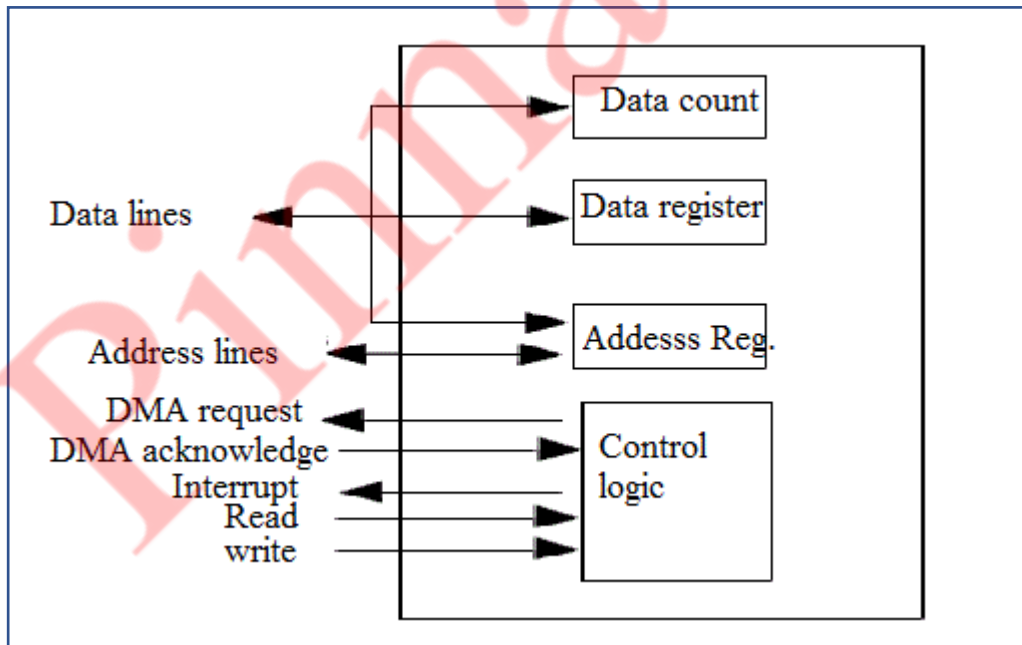 Data count
Data lines
Data register
Addesss Reg.
Address lines
DMA request
DMA acknowledge
Interrupt
Read
write
Control
logic
Pinna